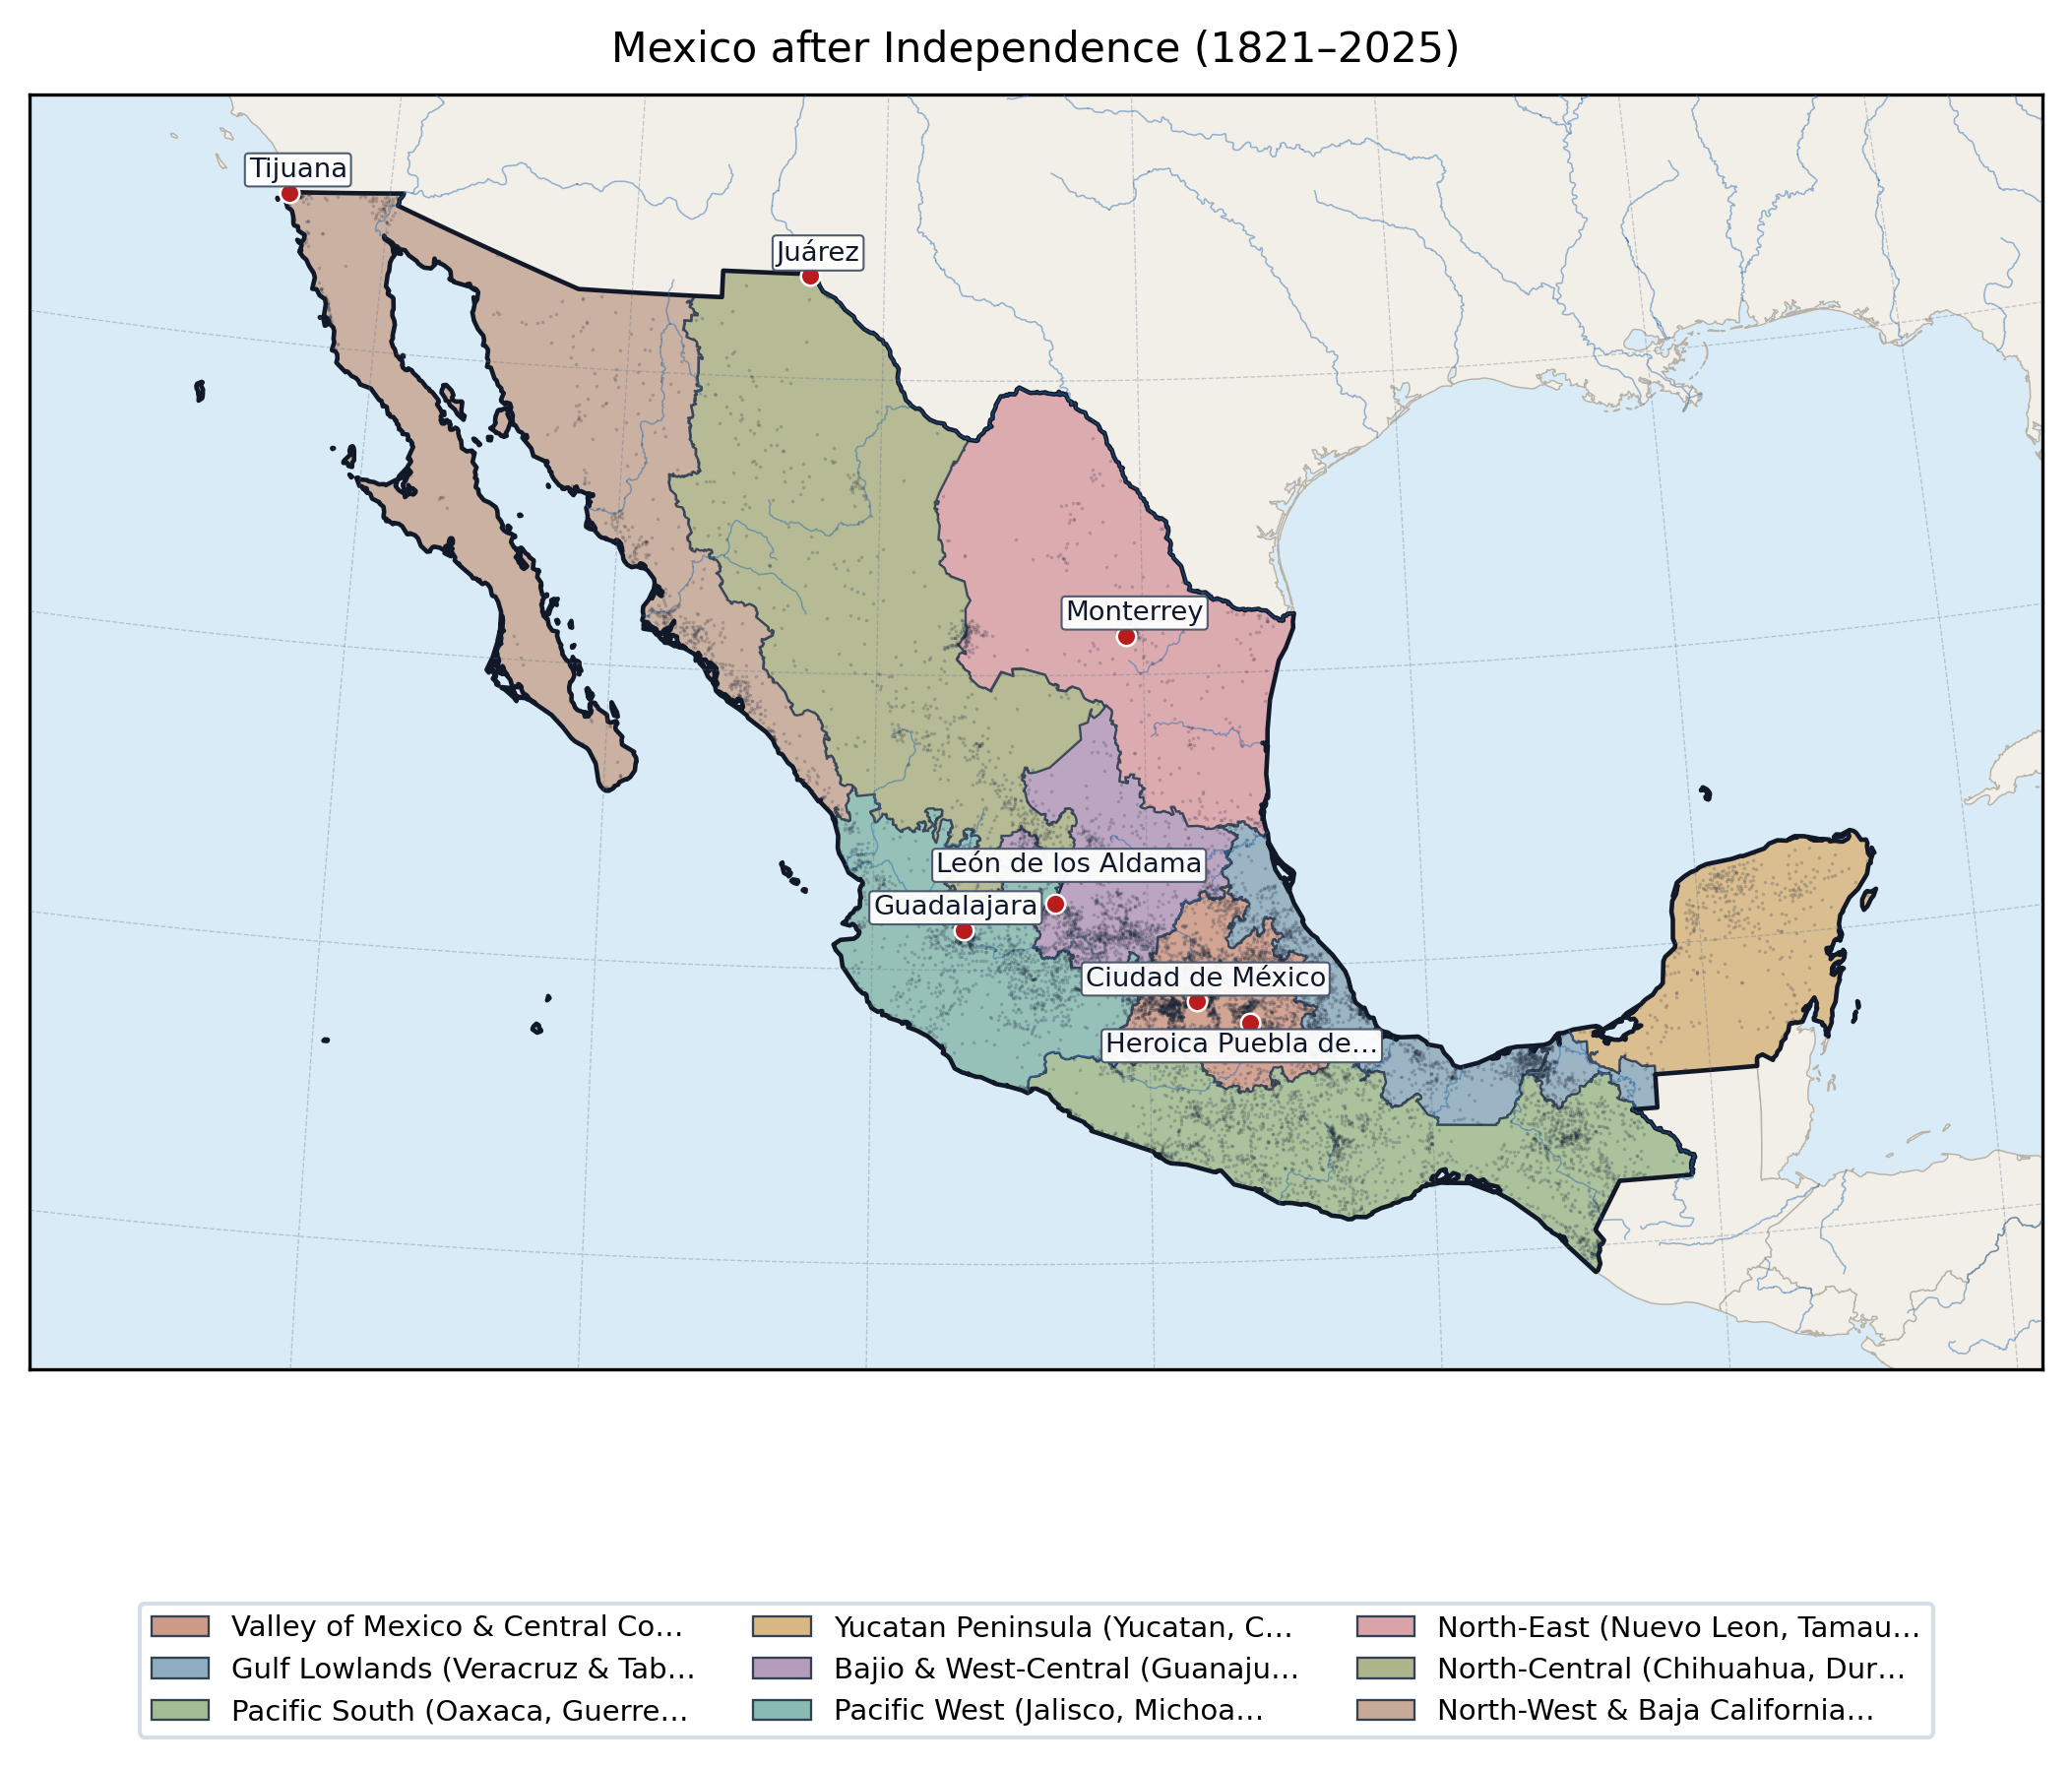 Mexico after Independence (1821–2025)
Tijuana
Juárez
Monterrey
León de los Aldama
Guadalajara
Ciudad de México
Heroica Puebla de…
Valley of Mexico & Central Co…
Gulf Lowlands (Veracruz & Tab…
Pacific South (Oaxaca, Guerre…
Yucatan Peninsula (Yucatan, C…
Bajio & West-Central (Guanaju…
Pacific West (Jalisco, Michoa…
North-East (Nuevo Leon, Tamau…
North-Central (Chihuahua, Dur…
North-West & Baja California…